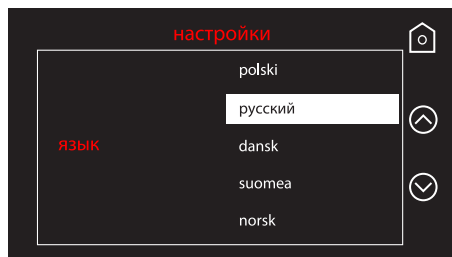 настройки
polski
русский
язык
dansk
suomea
norsk